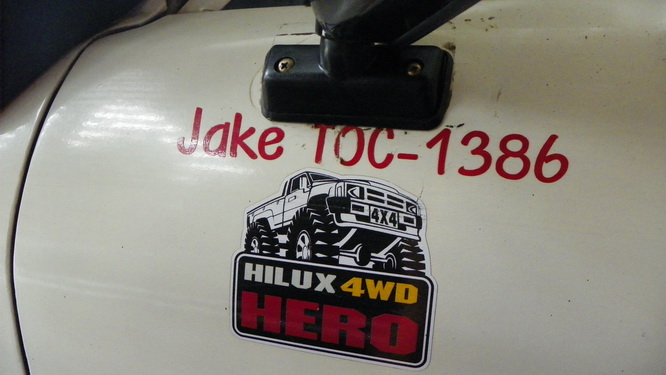 Jake TOC-1386
4X4
HILUX 4WD
HERO